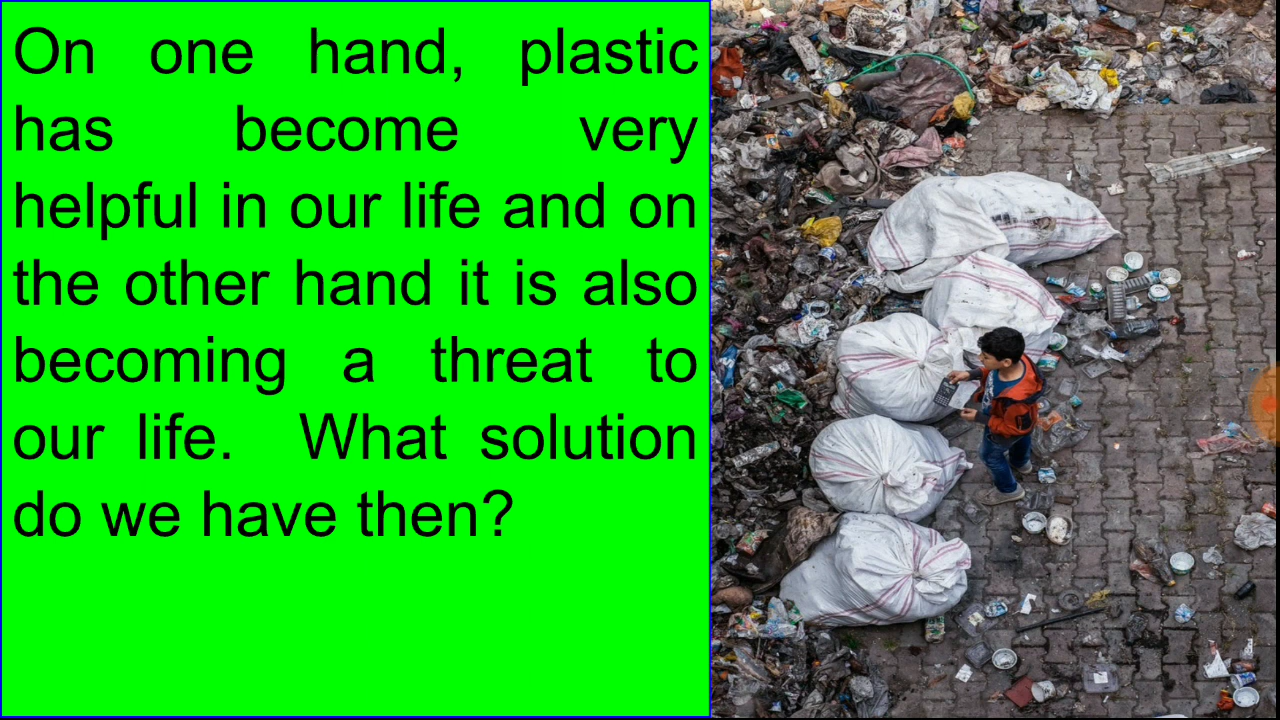 On one hand, plastic
has become very
helpful in our life and on
the other hand it is also
becoming a threat to
our life. What solution
do we have then?